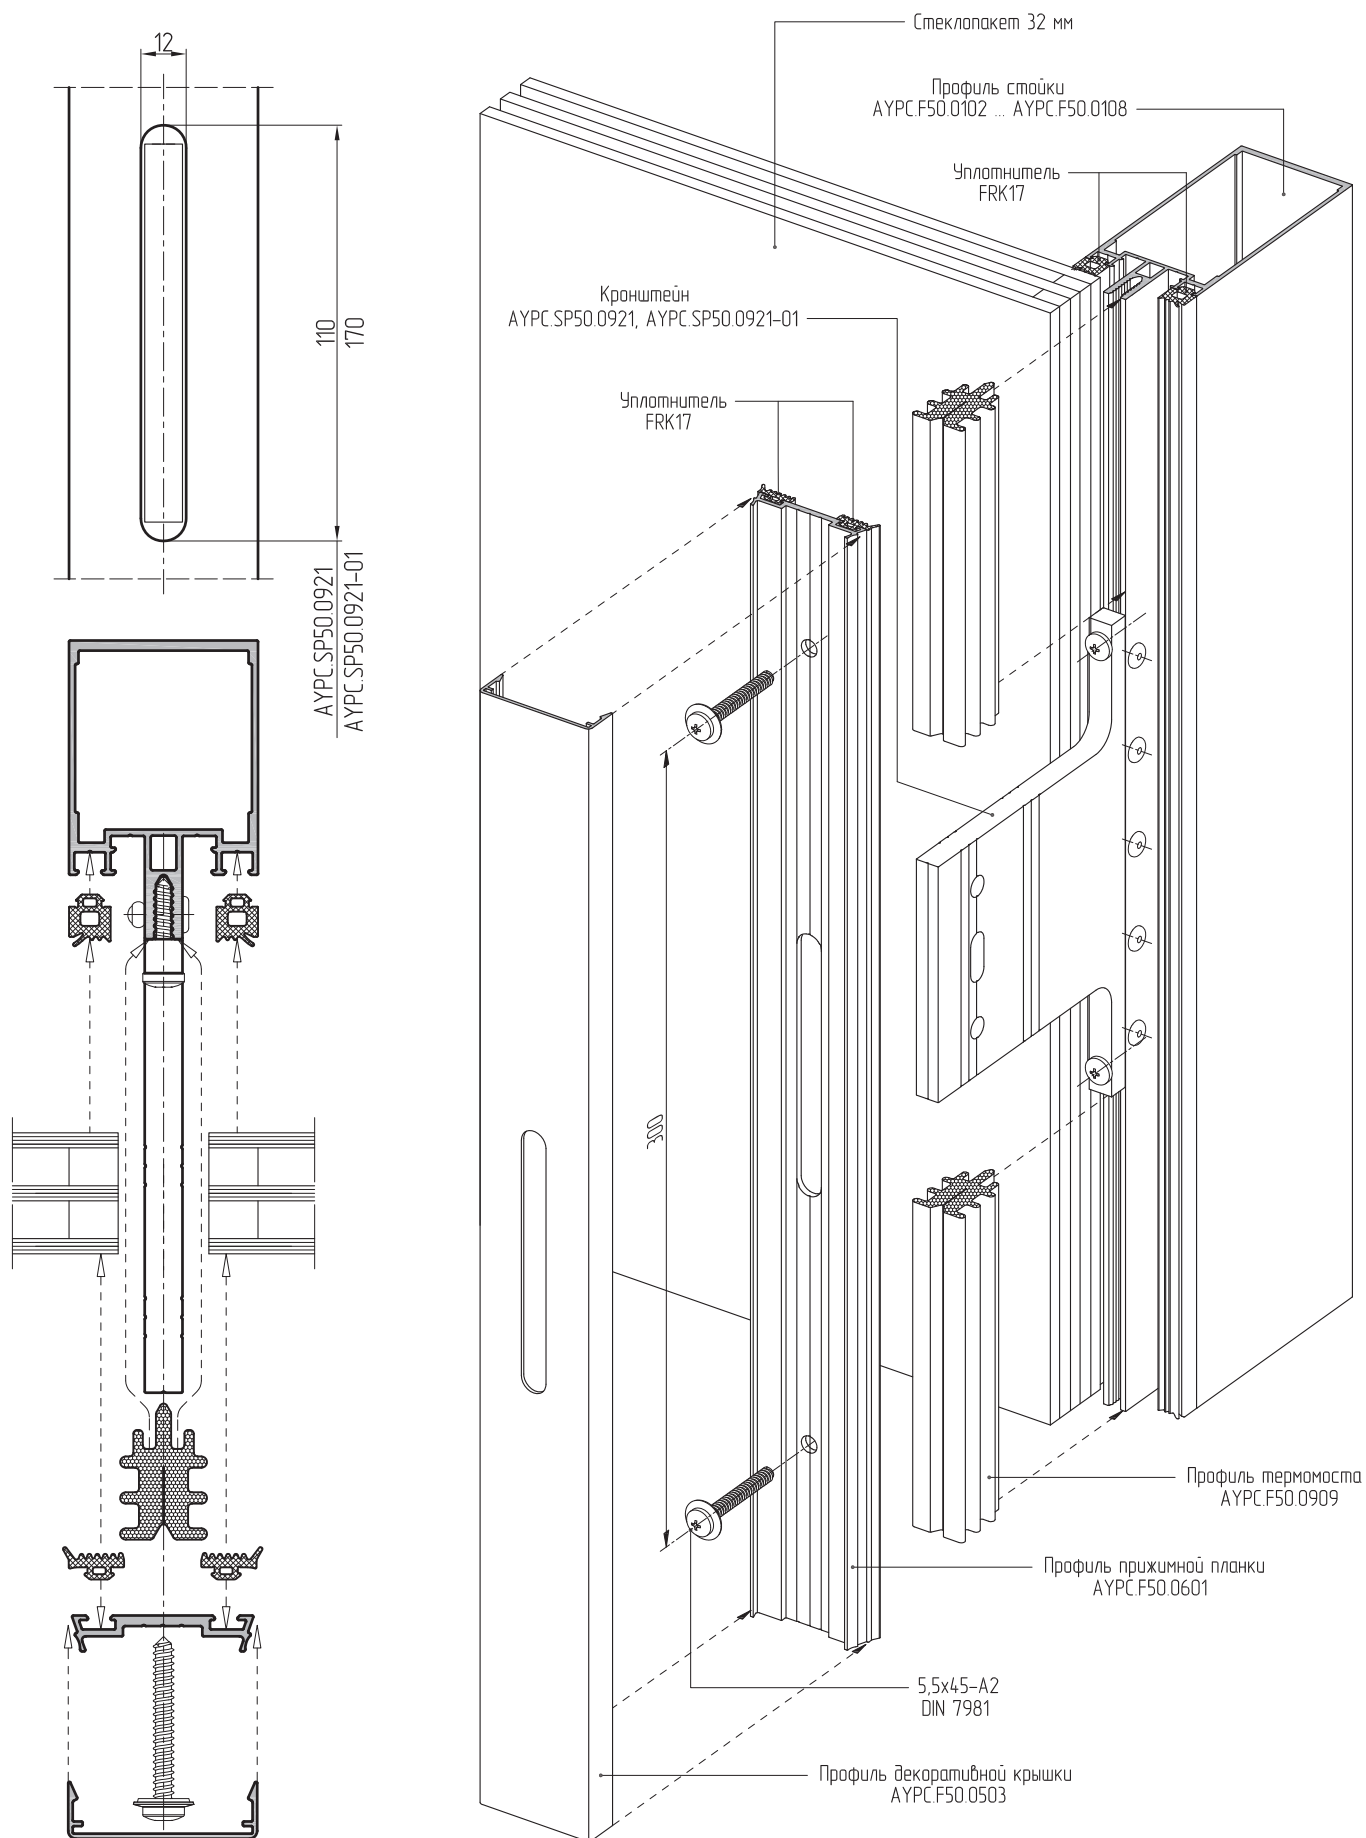 Стеклопакет 32 мм
12
Профиль стойки
AYPC.F50.0102 ... AYPC.F50.0108
Уплотнитель
FRK17
Кронштейн
AYPC.SP50.0921, AYPC.SP50.0921-01
110
170
Уплотнитель
FRK17
AYPC.SP50.0921
AYPC.SP50.0921-01
300
Профиль термомоста
AYPC.F50.0909
Профиль прижимной планки
AYPC.F50.0601
5,5x45-A2
DIN 7981
Профиль декоративной крышки
AYPC.F50.0503